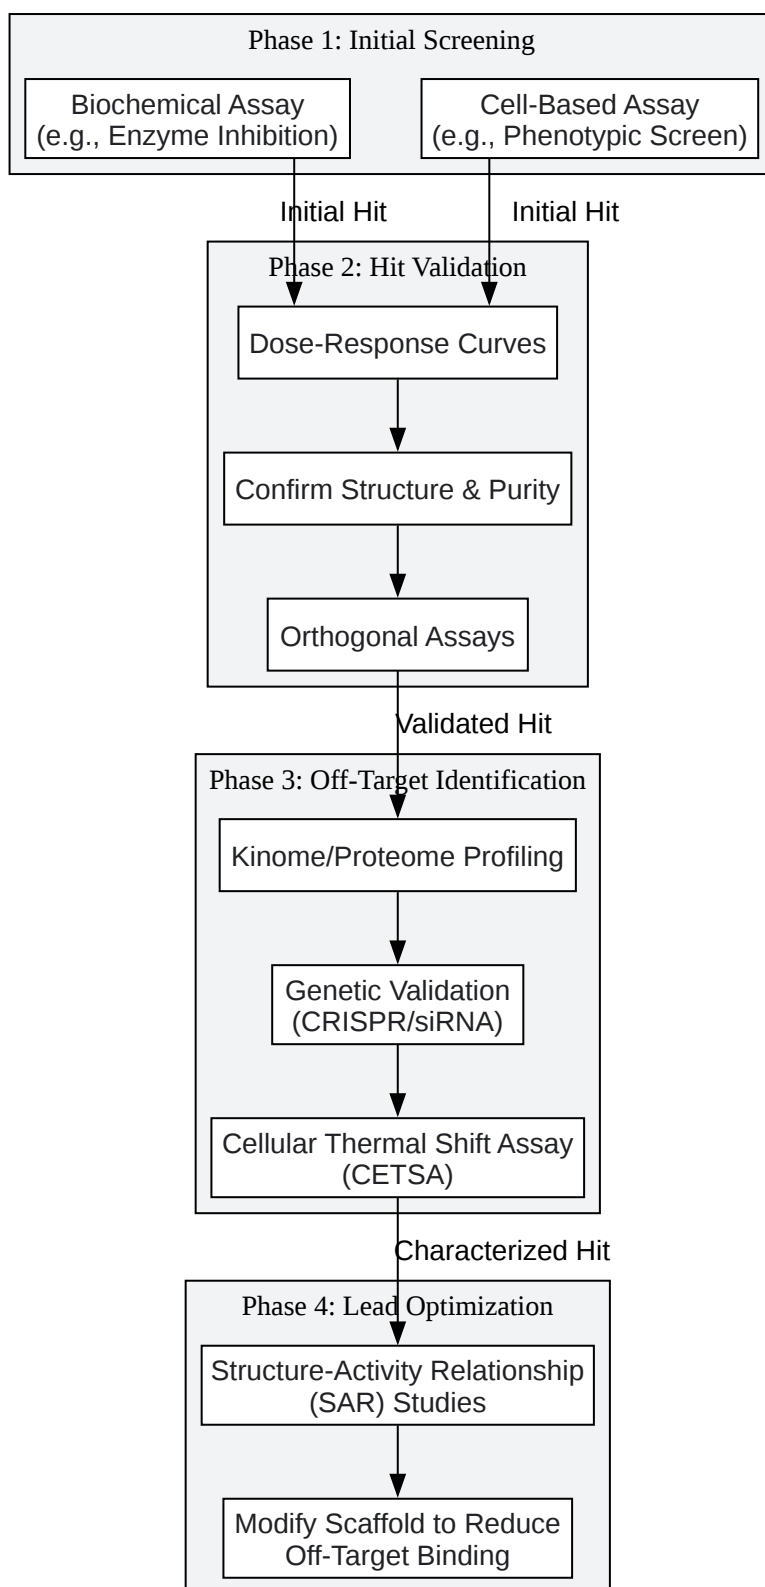 Phase 1: Initial Screening
Biochemical Assay
(e.g., Enzyme Inhibition)
Cell-Based Assay
(e.g., Phenotypic Screen)
Initial Hit
Initial Hit
Phase 2: Hit Validation
Dose-Response Curves
Confirm Structure & Purity
Orthogonal Assays
Validated Hit
Phase 3: Off-Target Identification
Kinome/Proteome Profiling
Genetic Validation
(CRISPR/siRNA)
Cellular Thermal Shift Assay
(CETSA)
Characterized Hit
Phase 4: Lead Optimization
Structure-Activity Relationship
(SAR) Studies
Modify Scaffold to Reduce
Off-Target Binding